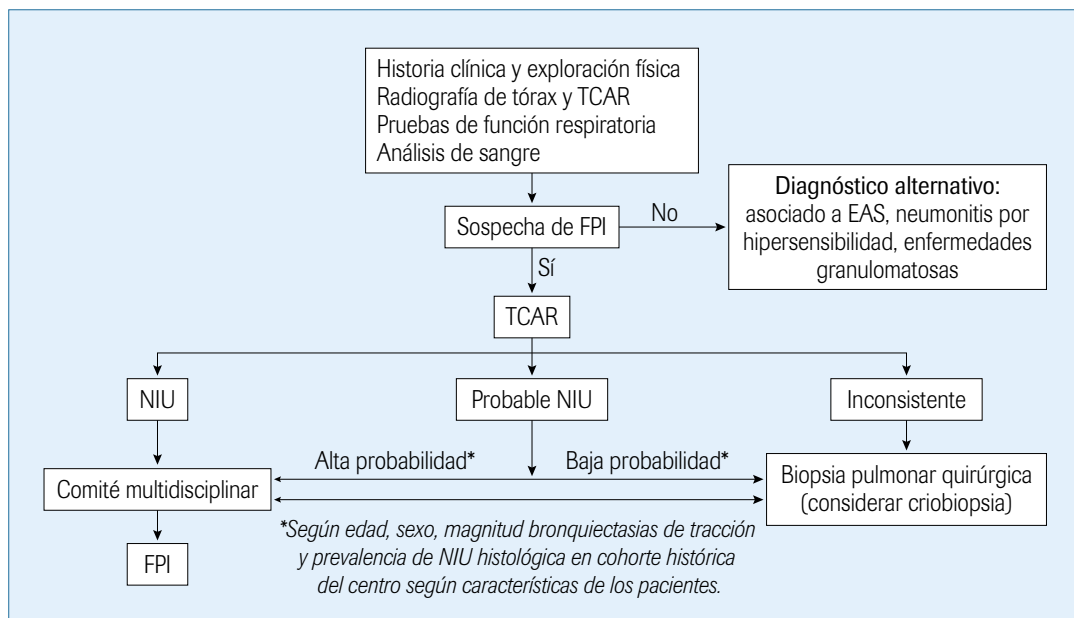 Historia clínica y exploración física
Radiografía de tórax y TCAR
Pruebas de función respiratoria
Análisis de sangre
Sospecha de FPI
No
Diagnóstico alternativo:
asociado a EAS, neumonitis por
hipersensibilidad, enfermedades
granulomatosas
Sí
TCAR
NIU
Probable NIU
Inconsistente
Alta probabilidad*
Baja probabilidad*
Comité multidisciplinar
Biopsia pulmonar quirúrgica
(considerar criobiopsia)
FPI
*Según edad, sexo, magnitud bronquiectasias de tracción
y prevalencia de NIU histológica en cohorte histórica
del centro según características de los pacientes.